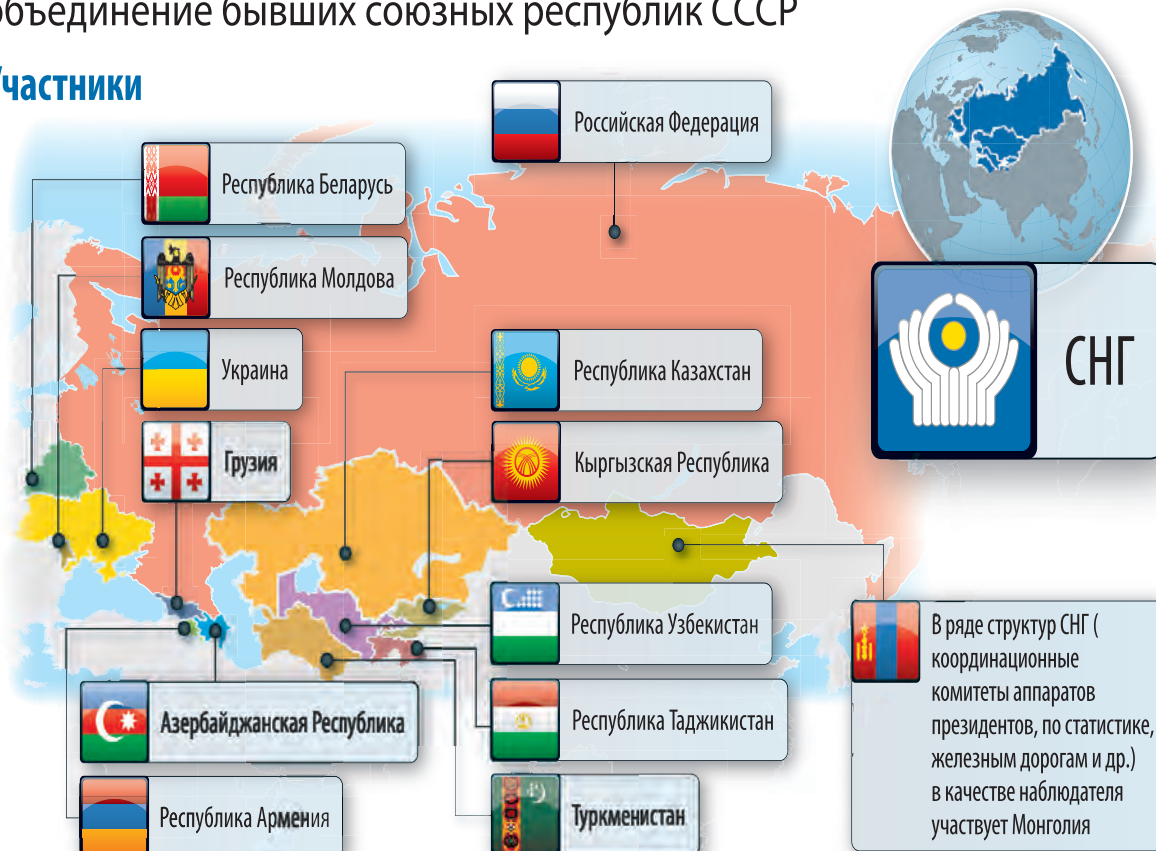 объединение бывших союзных республик СССР
Участники
Российская Федерация
Республика Беларусь
Республика Молдова
Украина
Республика Казахстан
СНГ
Грузия
Кыргызская Республика
Республика Узбекистан
В ряде структур СНГ (
координационные
комитеты аппаратов
президентов, по статистике,
железным дорогам и др.)
в качестве наблюдателя
участвует Монголия
Азербайджанская Республика
Республика Таджикистан
Республика Армения
Туркменистан